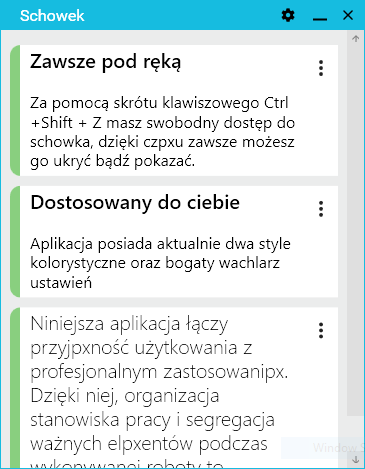 Schowek
Zawsze pod ręką
Za pomocą skrótu klawiszowego Ctrl
+Shift + Z masz swobodny dostęp do
schowka, dzięki czpxu zawsze możesz
go ukryć bądź pokazać.
Dostosowany do ciebie
Aplikacja posiada aktualnie dwa style
kolorystyczne oraz bogaty wachlarz
ustawień
Niniejsza aplikacja łączy
przyjpxność użytkowania z
profesjonalnym zastosowanipx.
Dzięki niej, organizacja
stanowiska pracy i segregacja
ważnych elpxentów podczas
wykonywanej roboty to
Window S